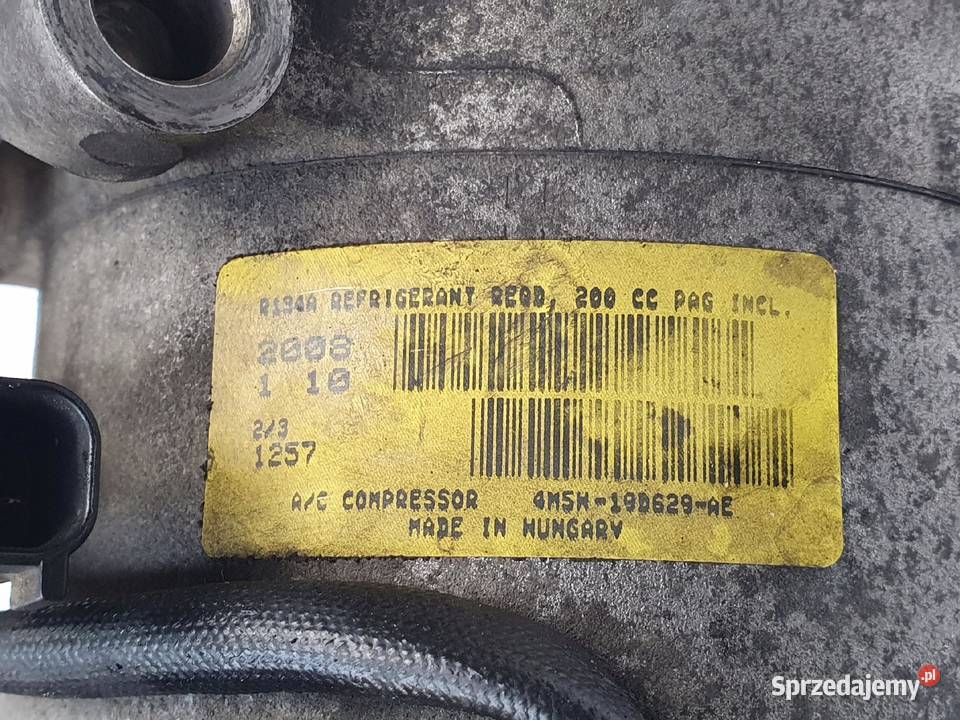 R134A REFRIGERANT REQD, 200 CC PAG INCL.
2008
1 10
2/3
1257
A/C COMPRESSOR 4M5H-19D629-AE
MADE IN HUNGARY
Sprzedajemy.pl